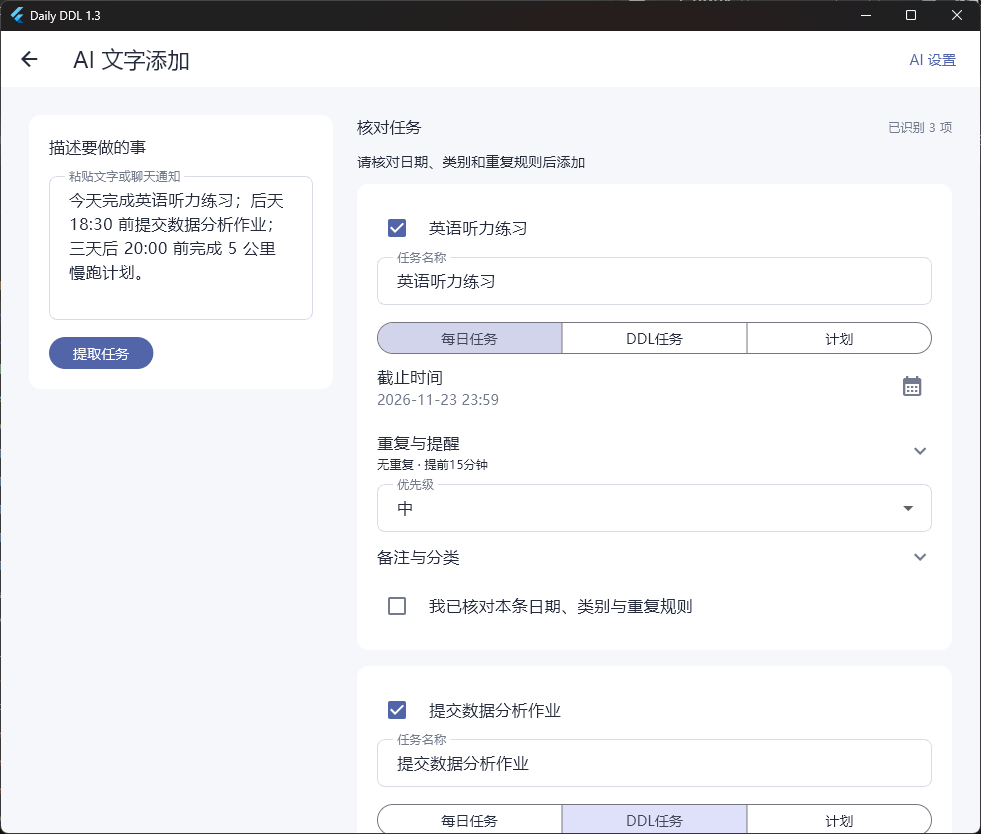 Daily DDL 1.3
AI 文字添加
AI 设置
描述要做的事
粘贴文字或聊天通知
今天完成英语听力练习；后天
18:30 前提交数据分析作业；
三天后 20:00 前完成 5 公里
慢跑计划。
提取任务
核对任务
已识别 3 项
请核对日期、类别和重复规则后添加
英语听力练习
任务名称
英语听力练习
每日任务
DDL任务
计划
截止时间
2026-11-23 23:59
重复与提醒
无重复 · 提前15分钟
优先级
中
备注与分类
我已核对本条日期、类别与重复规则
提交数据分析作业
任务名称
提交数据分析作业
每日任务
DDL任务
计划